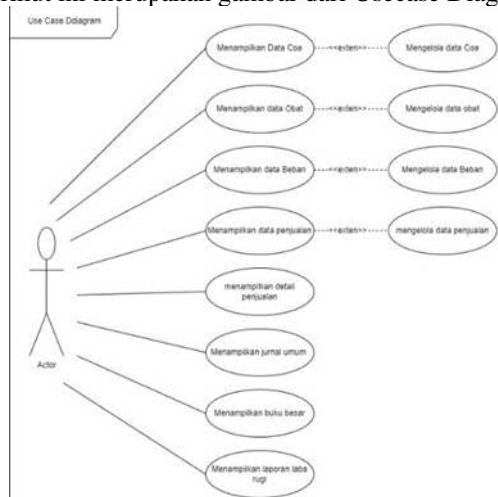 ikut ini merupakan gambar dari Usecase Diag
Use Case Ddiagram
Menampilkan Data Coa
<<exten>>
Mengelola data Coa
Menampilkan data Obat
<<exten>>
Mengelola data obat
Menampilkan data Beban
<<exten>>
Mengelola data Beban
Menampilkan data penjualan
<<exten>>
mengelola data penjualan
menampilkan detail
penjualan
Menampilkan jurnal umum
Actor
Menampilkan buku besar
Menampilkan laporan laba
rugi